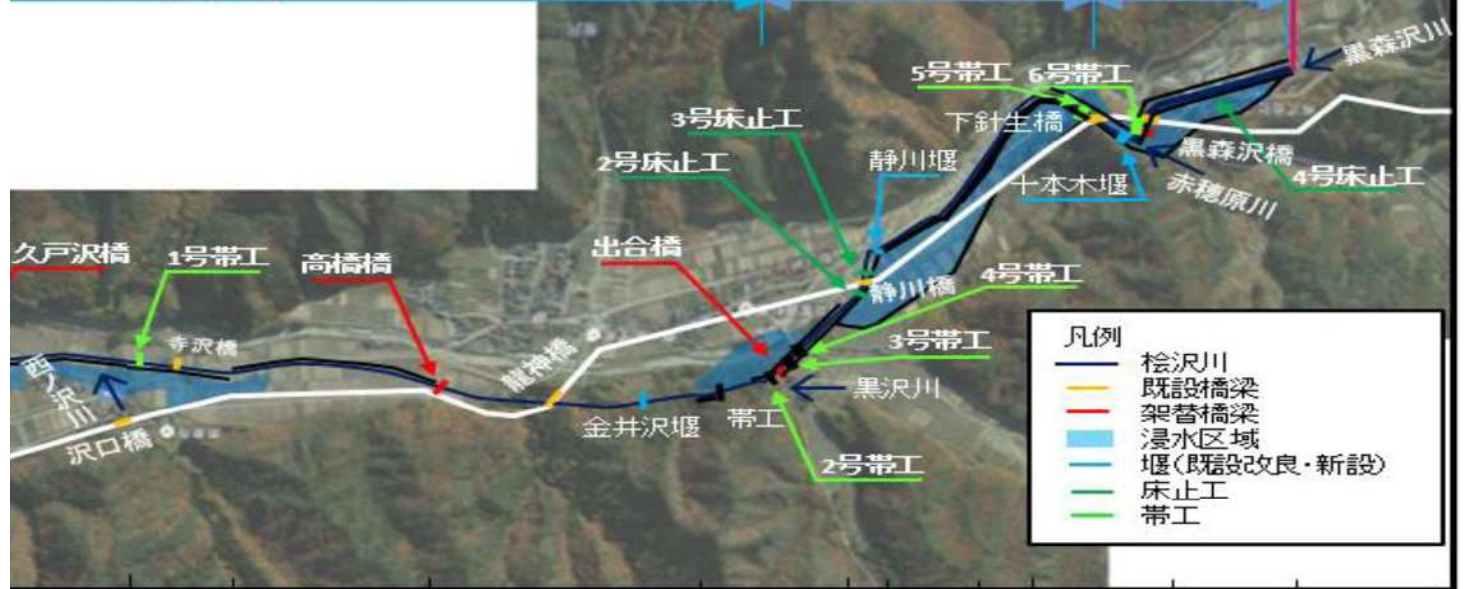 黒森沢川
5号帯工
6号帯工
3号床止工
下針生橋
静川堰
黒森沢橋
2号床止工
十本木堰
赤穂原川
4号床止工
久戸沢橋
1号帯工
高橋橋
出合橋
静川橋
4号帯工
寺沢橋
龍神橋
3号帯工
西ノ沢川
黒沢川
金井沢堰
帯工
沢口橋
2号帯工
凡例
桧沢川
既設橋梁
架替橋梁
浸水区域
堰(既設改良・新設)
床止工
帯工